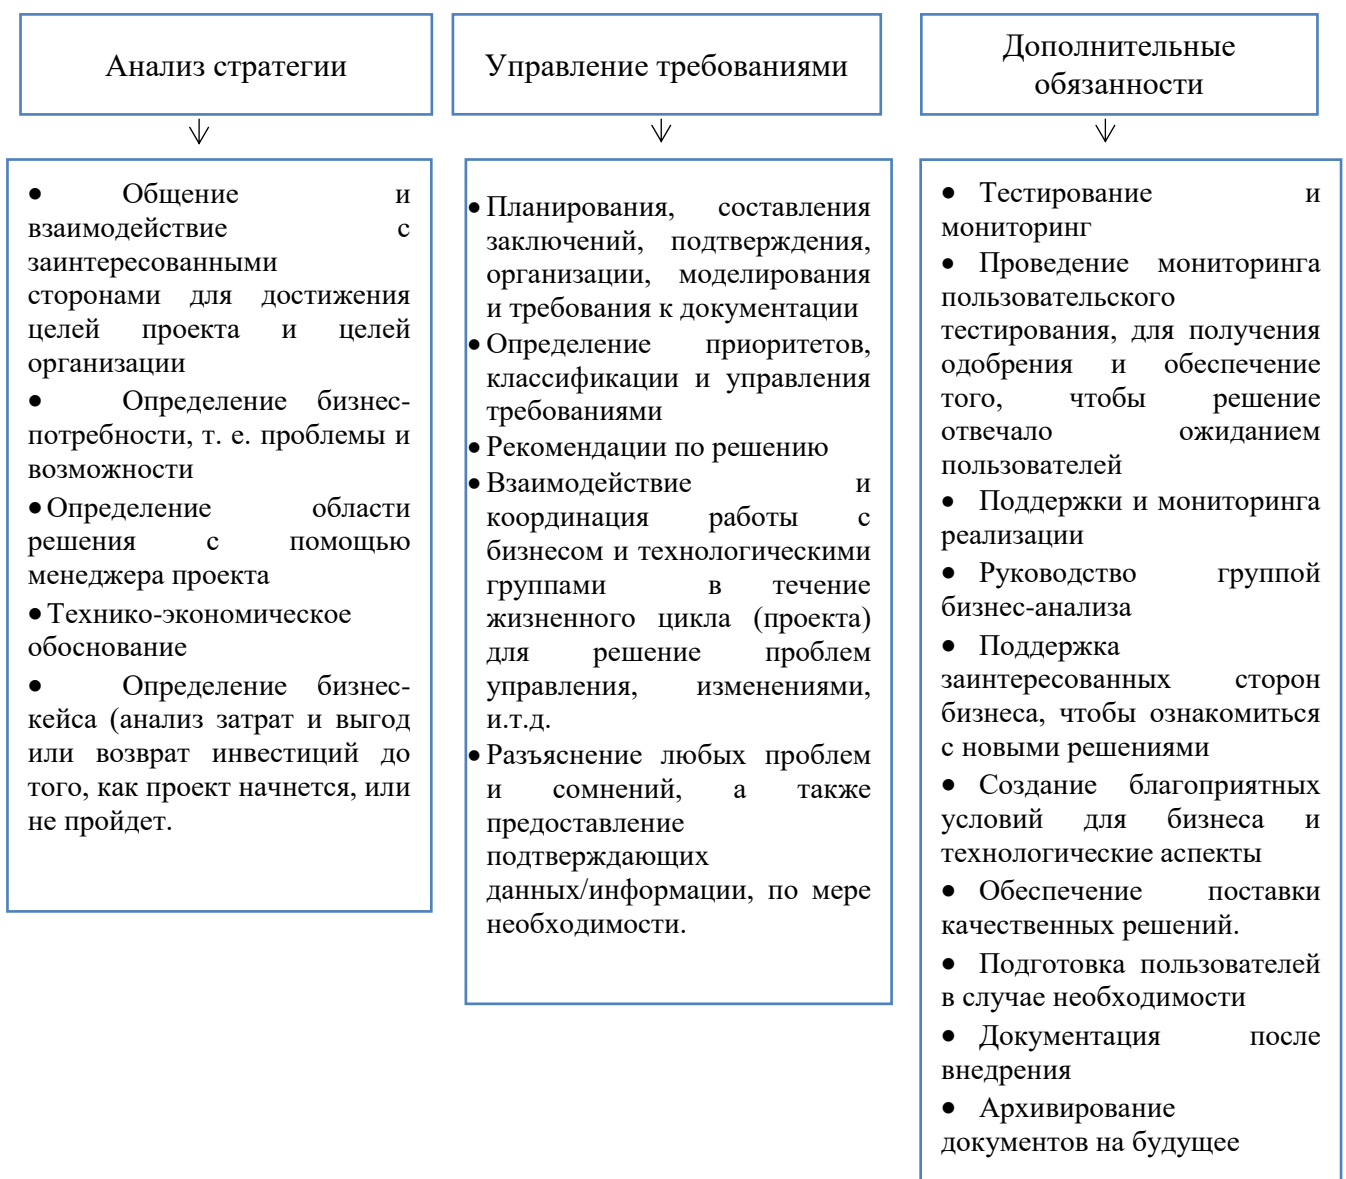 Анализ стратегии
• Общение и
взаимодействие с
заинтересованными
сторонами для достижения
целей проекта и целей
организации
• Определение бизнес-
потребности, т. е. проблемы и
возможности
• Определение области
решения с помощью
менеджера проекта
• Технико-экономическое
обоснование
• Определение бизнес-
кейса (анализ затрат и выгод
или возврат инвестиций до
того, как проект начнется, или
не пройдет.
Управление требованиями
• Планирования, составления
заключений, подтверждения,
организации, моделирования
и требования к документации
• Определение приоритетов,
классификации и управления
требованиями
• Рекомендации по решению
• Взаимодействие и
координация работы с
бизнесом и технологическими
группами в течение
жизненного цикла (проекта)
для решение проблем
управления, изменениями,
и.т.д.
• Разъяснение любых проблем
и сомнений, а также
предоставление
подтверждающих
данных/информации, по мере
необходимости.
Дополнительные
обязанности
• Тестирование и
мониторинг
• Проведение мониторинга
пользовательского
тестирования, для получения
одобрения и обеспечение
того, чтобы решение
отвечало ожиданием
пользователей
• Поддержки и мониторинга
реализации
• Руководство группой
бизнес-анализа
• Поддержка
заинтересованных сторон
бизнеса, чтобы ознакомиться
с новыми решениями
• Создание благоприятных
условий для бизнеса и
технологические аспекты
• Обеспечение поставки
качественных решений.
• Подготовка пользователей
в случае необходимости
• Документация после
внедрения
• Архивирование
документов на будущее